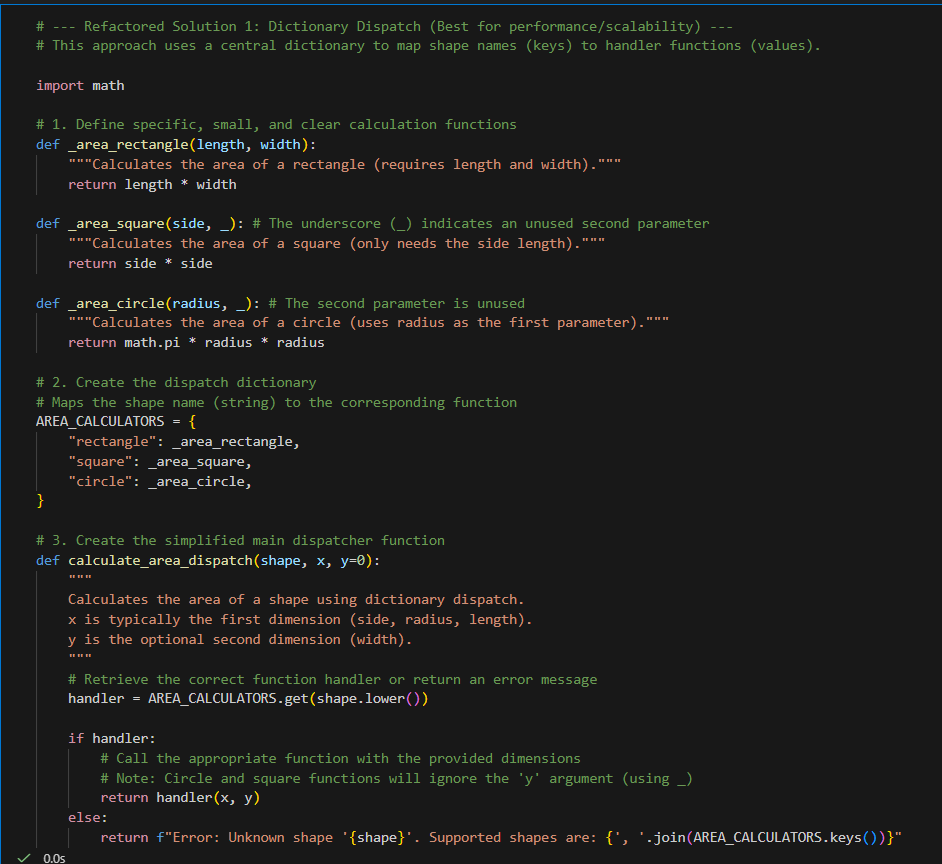 # --- Refactored Solution 1: Dictionary Dispatch (Best for performance/scalability) ---
# This approach uses a central dictionary to map shape names (keys) to handler functions (values).

import math

# 1. Define specific, small, and clear calculation functions
def _area_rectangle(length, width):
    """Calculates the area of a rectangle (requires length and width)."""
    return length * width

def _area_square(side, _): # The underscore (_) indicates an unused second parameter
    """Calculates the area of a square (only needs the side length)."""
    return side * side

def _area_circle(radius, _): # The second parameter is unused
    """Calculates the area of a circle (uses radius as the first parameter)."""
    return math.pi * radius * radius

# 2. Create the dispatch dictionary
# Maps the shape name (string) to the corresponding function
AREA_CALCULATORS = {
    "rectangle": _area_rectangle,
    "square": _area_square,
    "circle": _area_circle,
}

# 3. Create the simplified main dispatcher function
def calculate_area_dispatch(shape, x, y=0):
    """
    Calculates the area of a shape using dictionary dispatch.
    x is typically the first dimension (side, radius, length).
    y is the optional second dimension (width).
    """
    # Retrieve the correct function handler or return an error message
    handler = AREA_CALCULATORS.get(shape.lower())

    if handler:
        # Call the appropriate function with the provided dimensions
        # Note: Circle and square functions will ignore the 'y' argument (using _)
        return handler(x, y)
    else:
        return f"Error: Unknown shape '{shape}'. Supported shapes are: {', '.join(AREA_CALCULATORS.keys())}"
0.0s